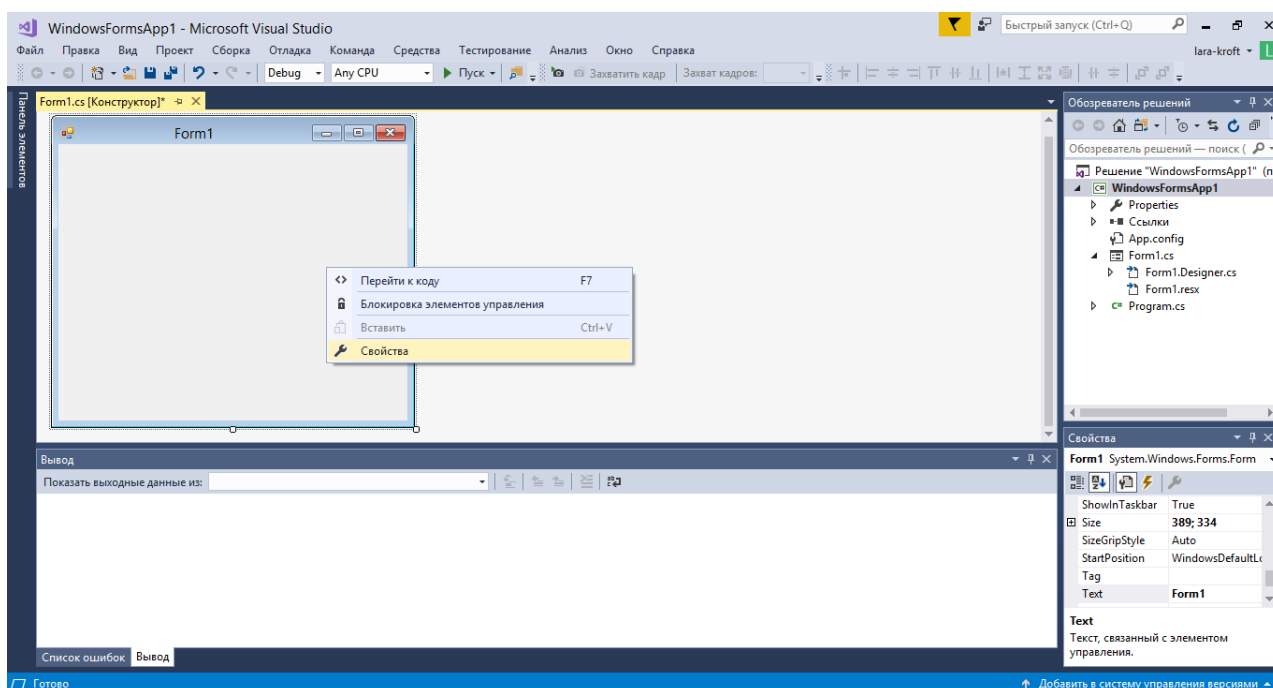 WindowsFormsApp1 - Microsoft Visual Studio
Быстрый запуск (Ctrl+Q)
Файл Правка Вид Проект Сборка Отладка Команда Средства Тестирование Анализ Окно Справка
lara-kroft
L
Debug Any CPU Пуск Захватить кадр Захват кадров:
Панель элементов
Form1.cs [Конструктор]*
Form1
Перейти к коду F7
Блокировка элементов управления
Вставить Ctrl+V
Свойства
Обозреватель решений
Обозреватель решений — поиск (
Решение "WindowsFormsApp1" (п
WindowsFormsApp1
Properties
Ссылки
App.config
Form1.cs
Form1.Designer.cs
Form1.resx
C# Program.cs
Вывод
Показать выходные данные из:
Свойства
Form1 System.Windows.Forms.Form
ShowInTaskbar True
Size 389; 334
SizeGripStyle Auto
StartPosition WindowsDefaultLo
Tag
Text Form1
Text
Текст, связанный с элементом
управления.
Список ошибок Вывод
Готово
Добавить в систему управления версиями